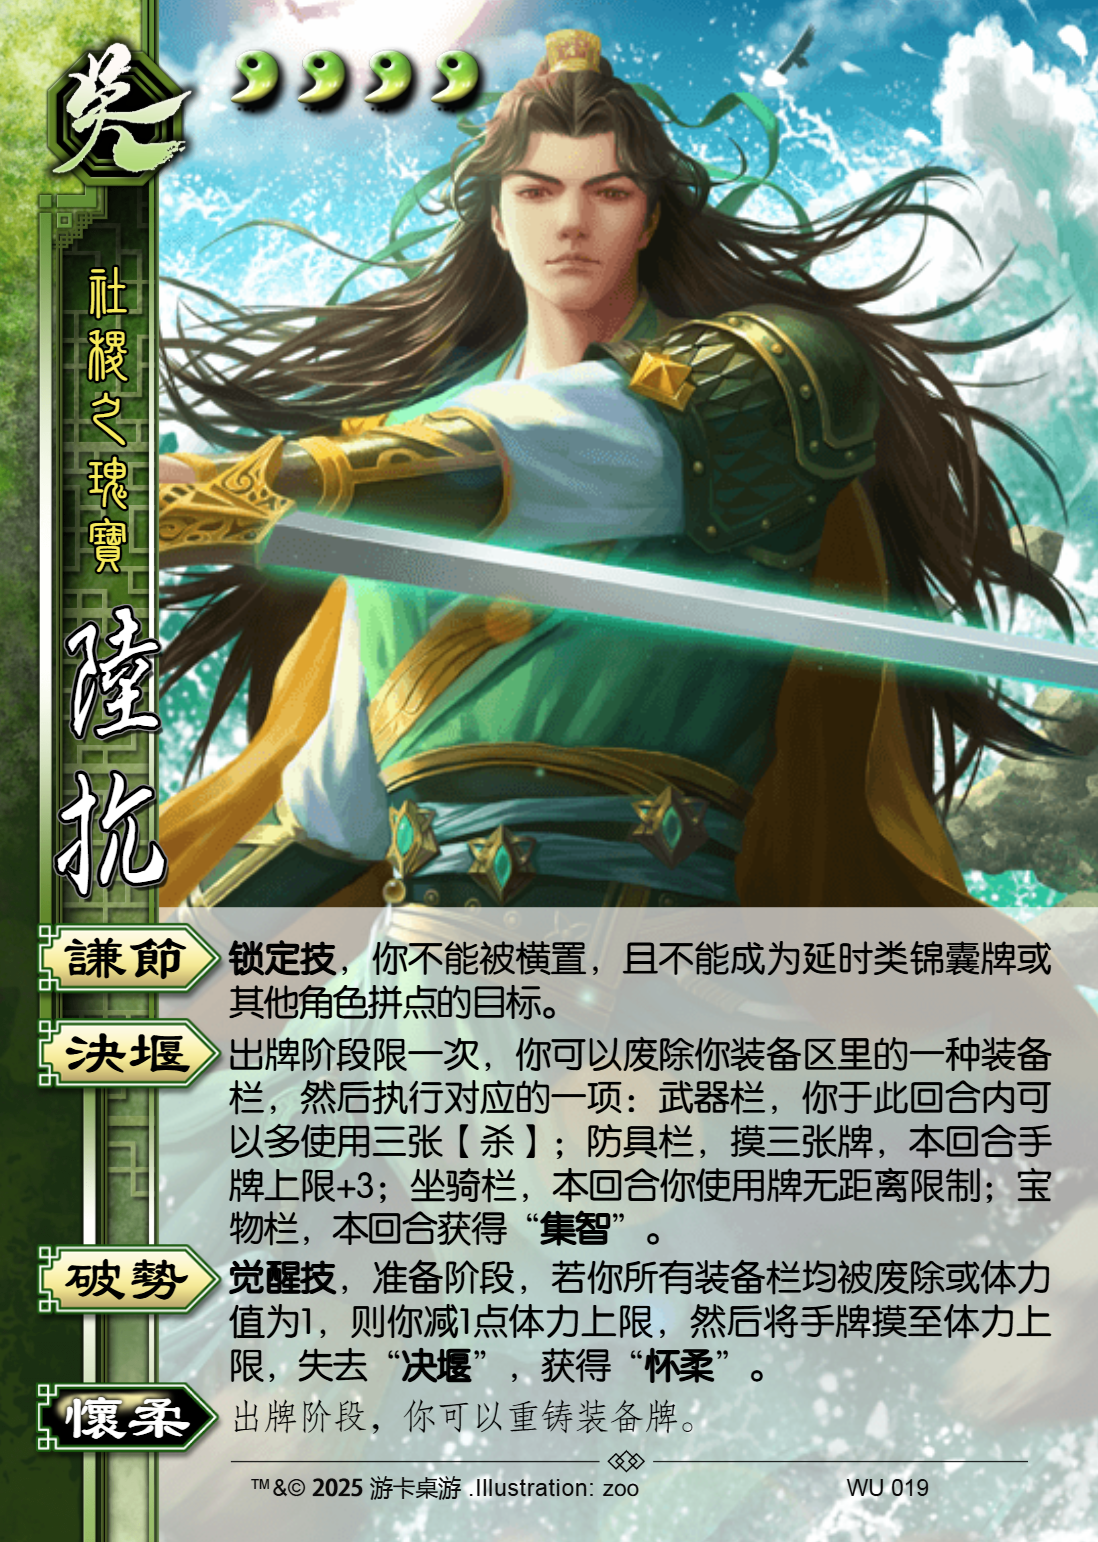 吴
社稷之瑰寶
陸抗
謙節
锁定技，你不能被横置，且不能成为延时类锦囊牌或
其他角色拼点的目标。
決堰
出牌阶段限一次，你可以废除你装备区里的一种装备
栏，然后执行对应的一项：武器栏，你于此回合内可
以多使用三张【杀】；防具栏，摸三张牌，本回合手
牌上限+3；坐骑栏，本回合你使用牌无距离限制；宝
物栏，本回合获得“集智”。
破勢
觉醒技，准备阶段，若你所有装备栏均被废除或体力
值为1，则你减1点体力上限，然后将手牌摸至体力上
限，失去“决堰”，获得“怀柔”。
懷柔
出牌阶段，你可以重铸装备牌。
™&© 2025 游卡桌游 .Illustration: zoo
WU 019